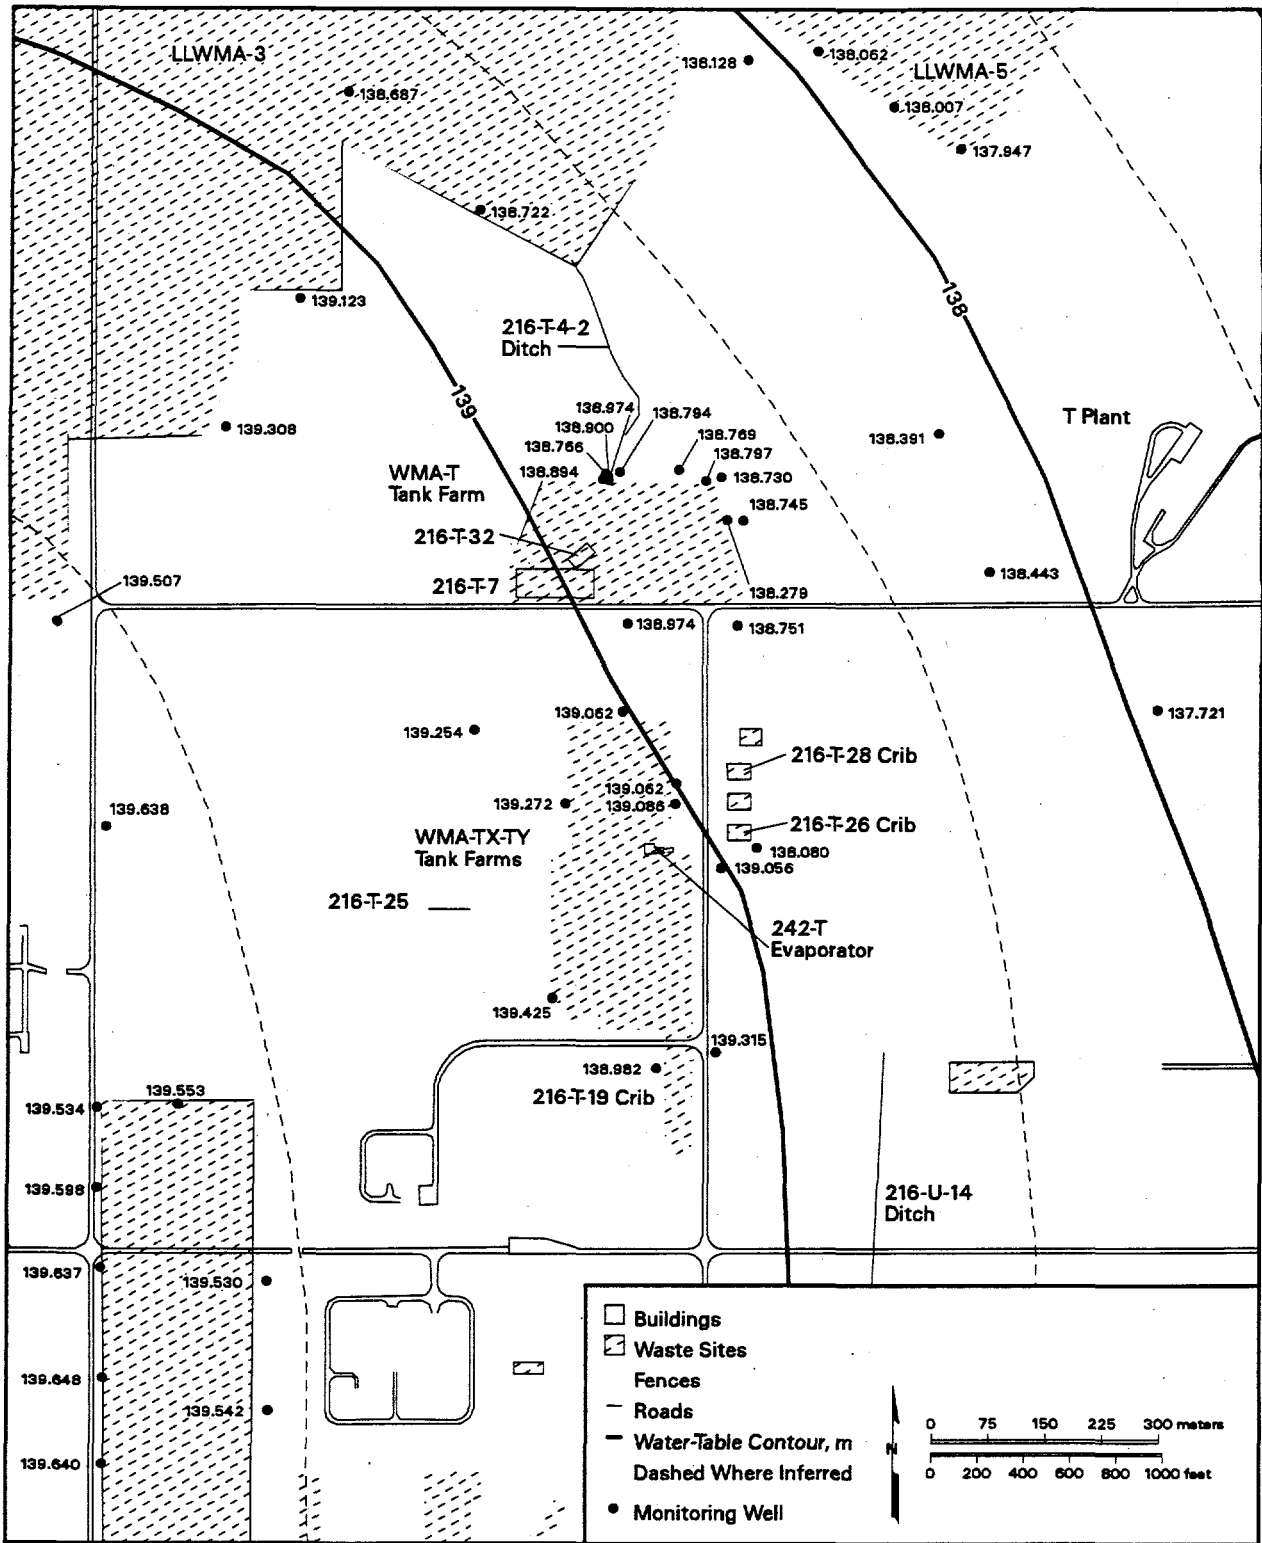 LLWMA-3
138.128
138.062
LLWMA-5
138.687
138.007
137.947
138.722
138
139.123
216-T-4-2
Ditch
139
138.974
138.794
T Plant
138.900
138.769
139.308
138.391
138.766
138.797
WMA-T
Tank Farm
138.894
138.730
138.745
216-T-32
139.507
138.443
216-T-7
138.279
138.974
138.751
139.062
137.721
139.254
216-T-28 Crib
139.062
139.272
139.086
139.638
216-T-26 Crib
WMA-TX-TY
Tank Farms
138.080
139.056
216-T-25
242-T
Evaporator
139.425
139.315
138.982
139.553
216-T-19 Crib
139.534
139.598
216-U-14
Ditch
139.637
139.530
Buildings
Waste Sites
Fences
139.648
Roads
139.542
0 75 150 225 300 meters
Water-Table Contour, m
N
139.640
Dashed Where Inferred
0 200 400 600 800 1000 feet
Monitoring Well